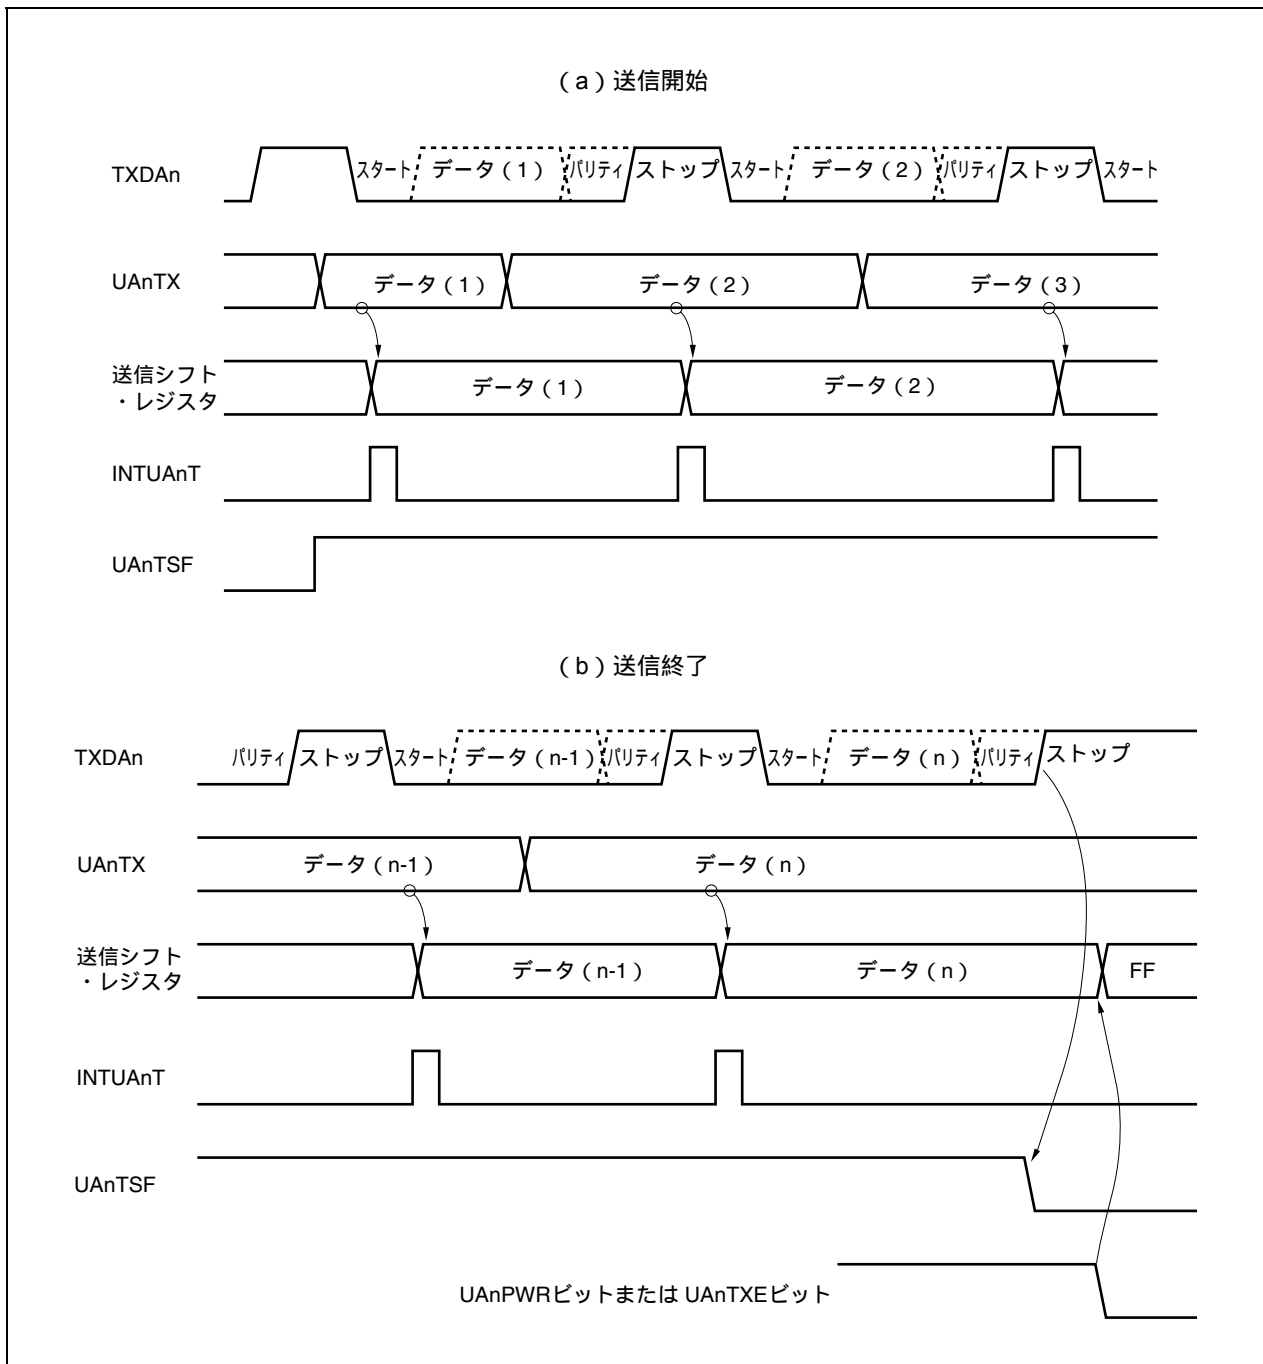 （a）送信開始
TXDAn
スタート データ（1） パリティ ストップ スタート データ（2） パリティ ストップ スタート
UAnTX
データ（1） データ（2） データ（3）
送信シフト
・レジスタ
データ（1） データ（2）
INTUAnT
UAnTSF
（b）送信終了
TXDAn
パリティ ストップ スタート データ（n-1） パリティ ストップ スタート データ（n） パリティ ストップ
UAnTX
データ（n-1） データ（n）
送信シフト
・レジスタ
データ（n-1） データ（n） FF
INTUAnT
UAnTSF
UAnPWRビットまたは UAnTXEビット